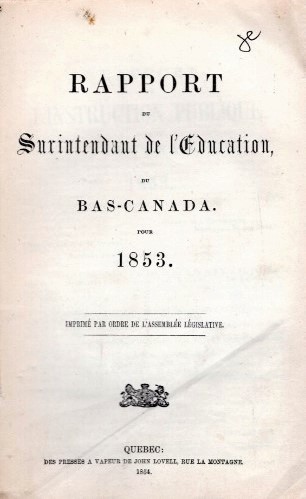 RAPPORT
DU
Surintendant de l'Education,
DU
BAS-CANADA.
POUR
1853.
IMPRIMÉ PAR ORDRE DE L'ASSEMBLÉE LÉGISLATIVE.
QUEBEC:
DES PRESSES A VAPEUR DE JOHN LOVELL, RUE LA MONTAGNE.
1854.